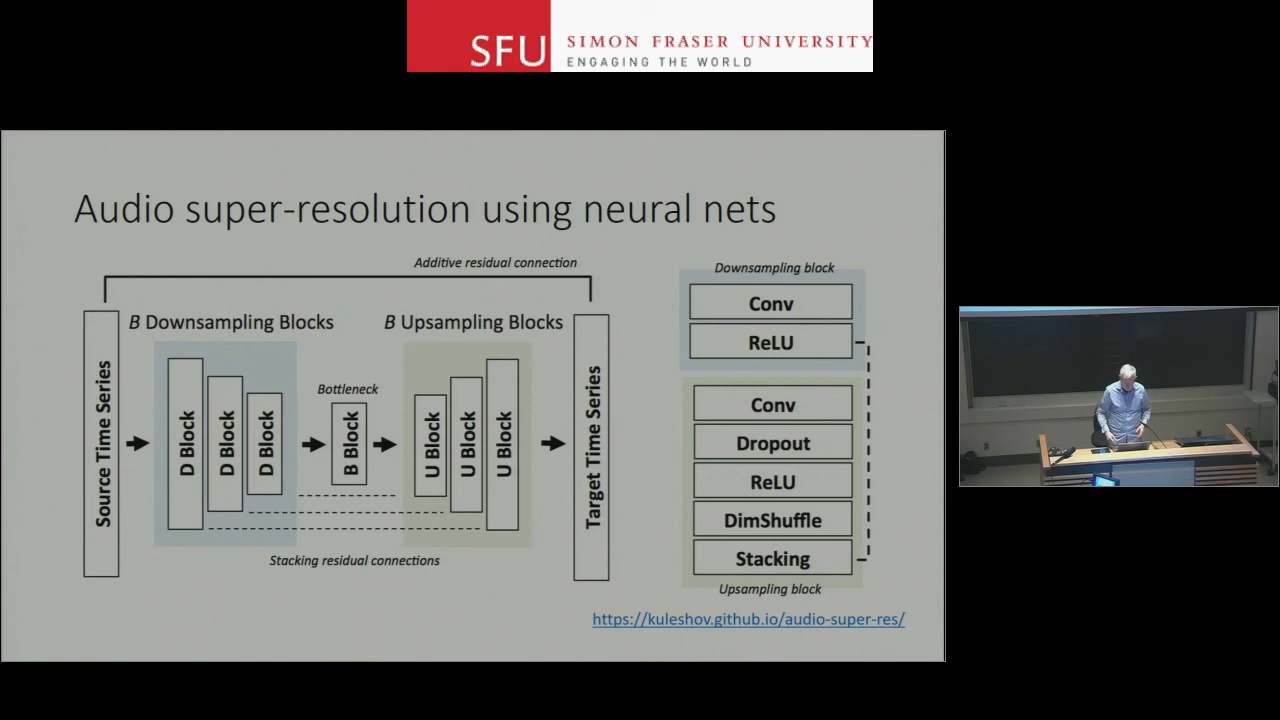 SFU
SIMON FRASER UNIVERSITY
ENGAGING THE WORLD
Audio super-resolution using neural nets
Additive residual connection
B Downsampling Blocks
B Upsampling Blocks
Source Time Series
D Block
D Block
D Block
Bottleneck
B Block
U Block
U Block
U Block
Target Time Series
Stacking residual connections
Downsampling block
Conv
ReLU
Conv
Dropout
ReLU
DimShuffle
Stacking
Upsampling block
https://kuleshov.github.io/audio-super-res/